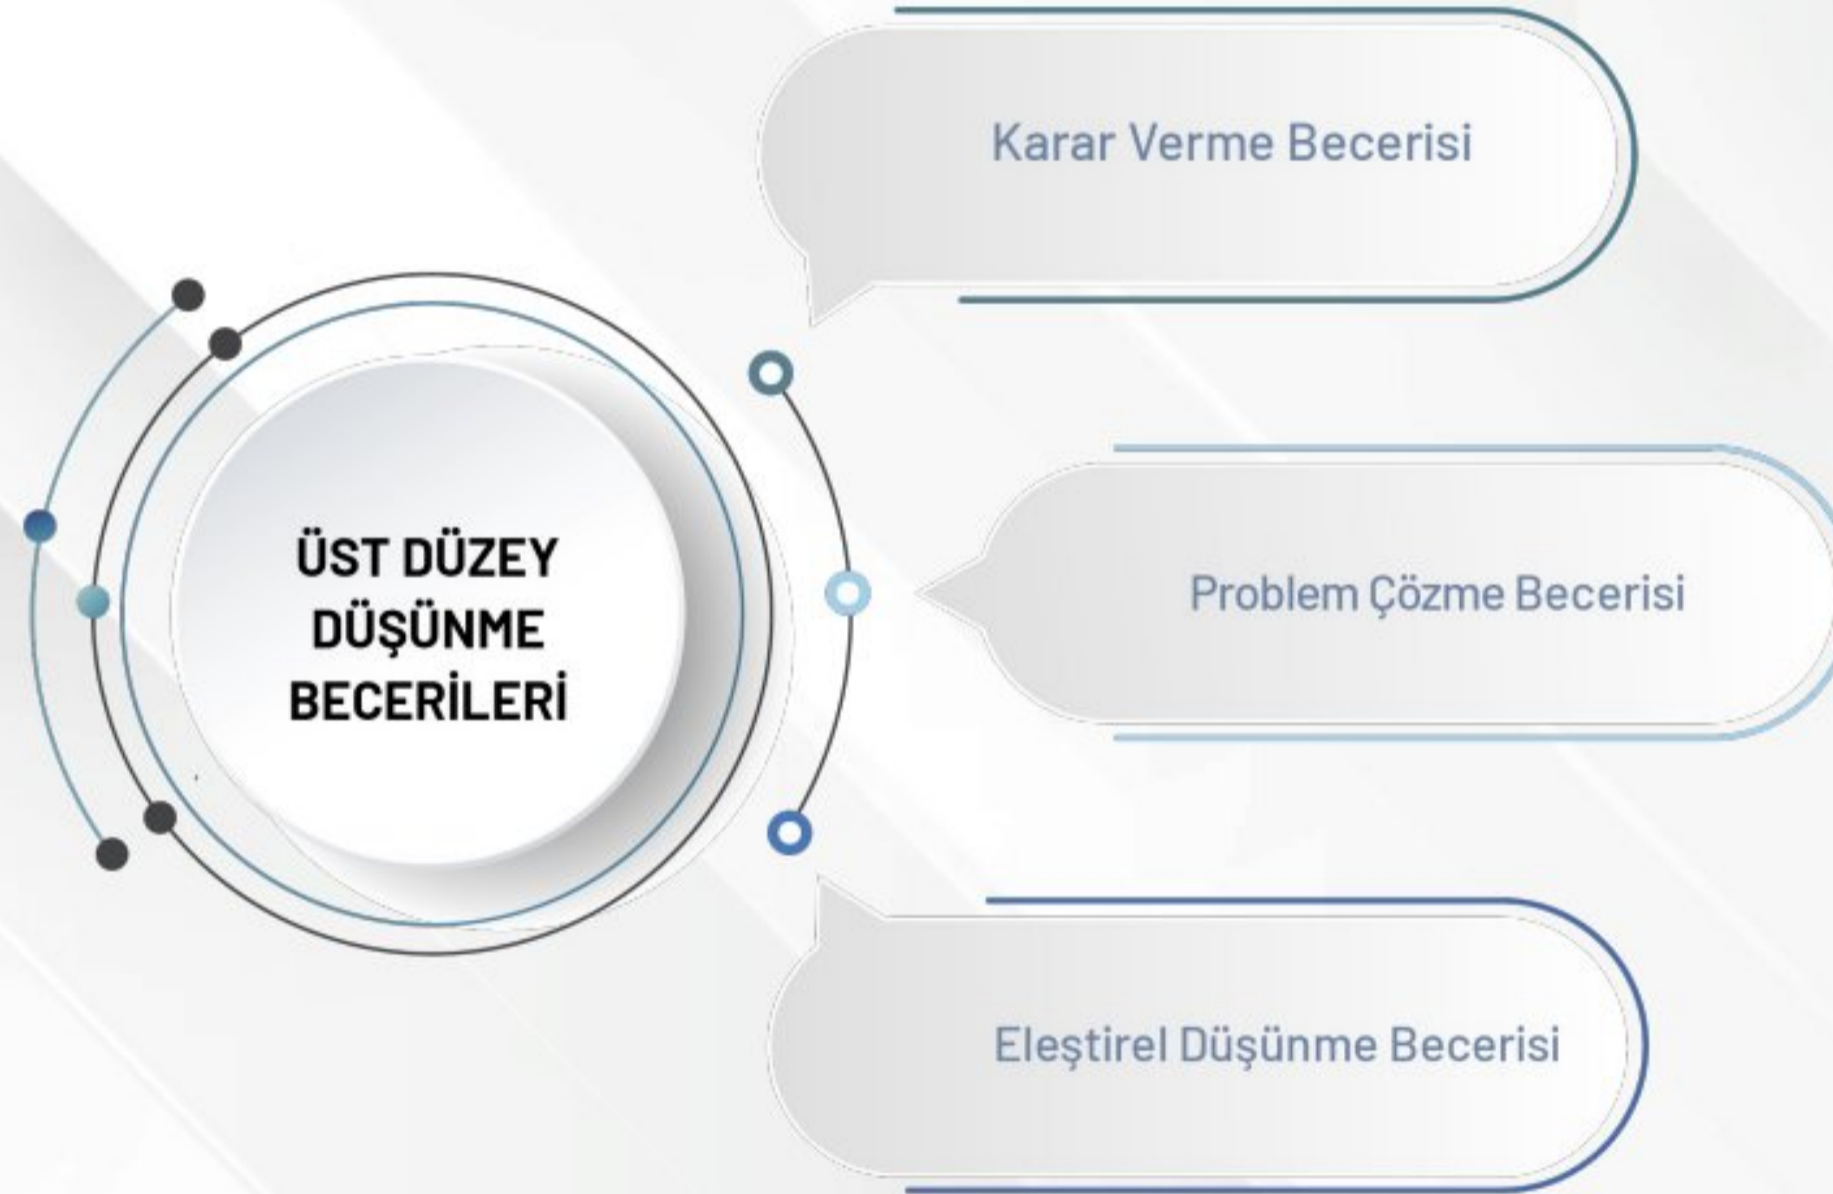 Karar Verme Becerisi
ÜST DÜZEY
DÜŞÜNME
BECERİLERİ
Problem Çözme Becerisi
Eleştirel Düşünme Becerisi